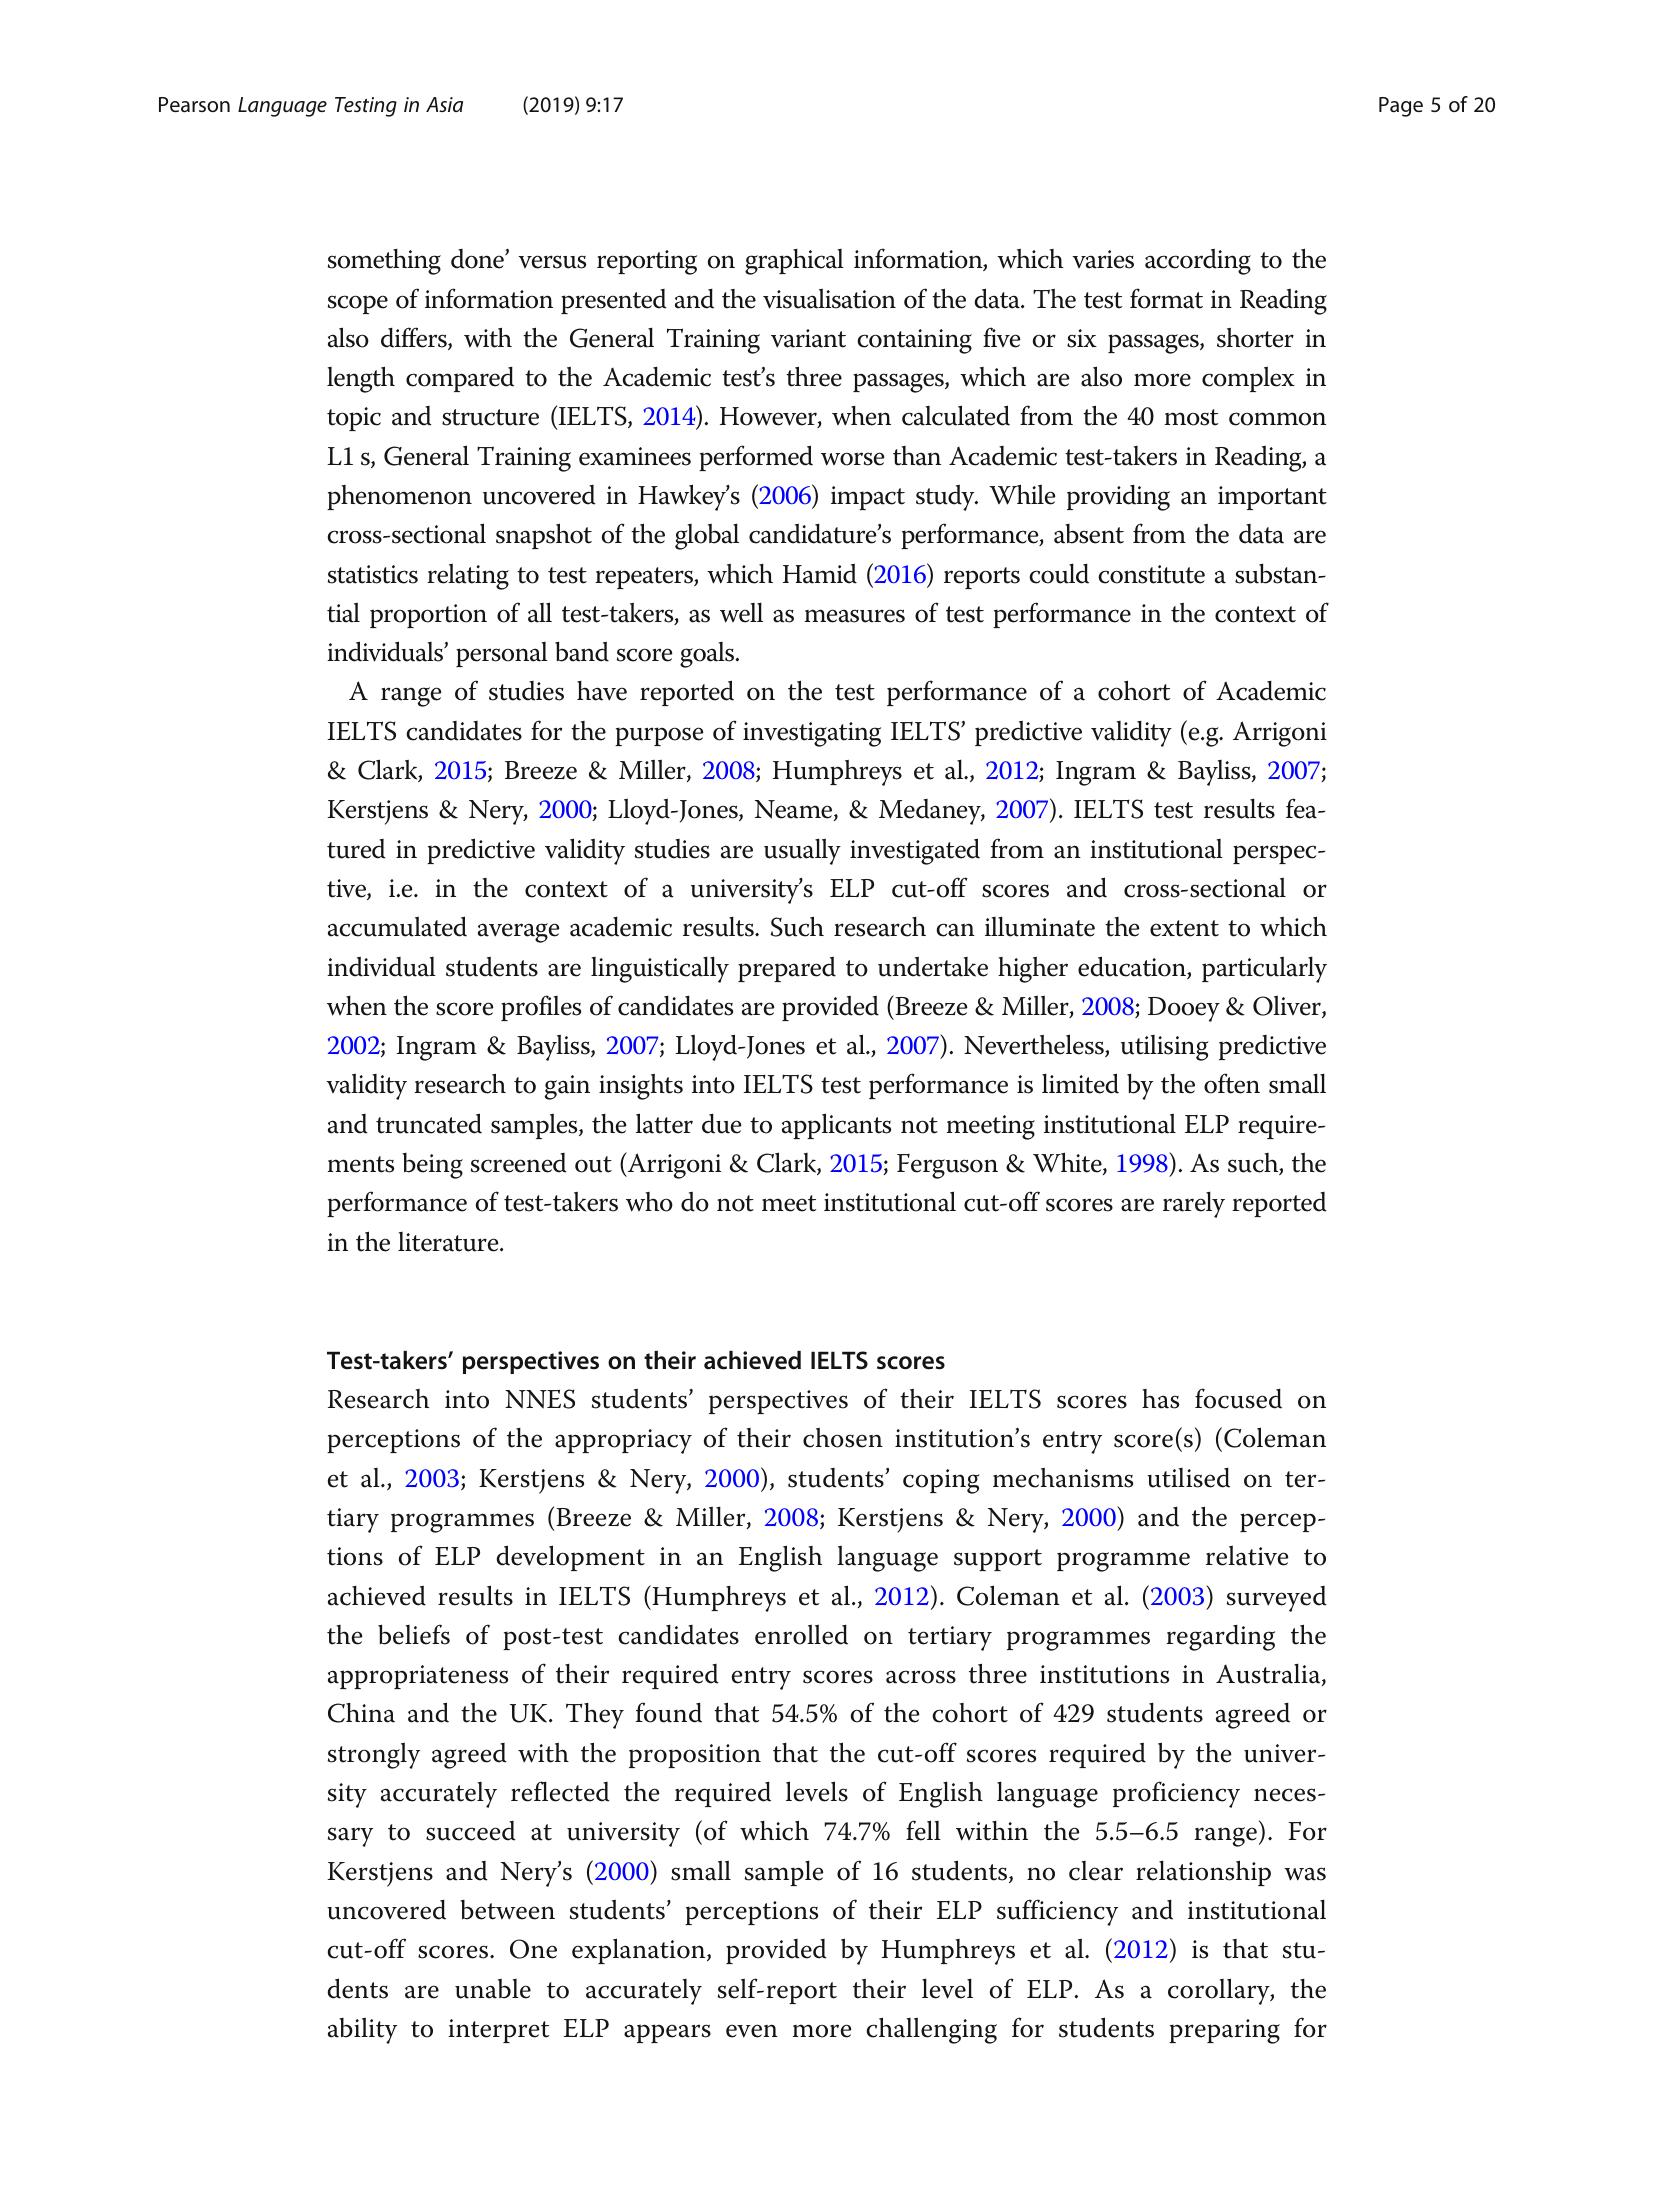 Pearson Language Testing in Asia (2019) 9:17 Page 5 of 20
something done’ versus reporting on graphical information, which varies according to the
scope of information presented and the visualisation of the data. The test format in Reading
also differs, with the General Training variant containing five or six passages, shorter in
length compared to the Academic test’s three passages, which are also more complex in
topic and structure (IELTS, 2014). However, when calculated from the 40 most common
L1 s, General Training examinees performed worse than Academic test-takers in Reading, a
phenomenon uncovered in Hawkey’s (2006) impact study. While providing an important
cross-sectional snapshot of the global candidature’s performance, absent from the data are
statistics relating to test repeaters, which Hamid (2016) reports could constitute a substan-
tial proportion of all test-takers, as well as measures of test performance in the context of
individuals’ personal band score goals.
A range of studies have reported on the test performance of a cohort of Academic
IELTS candidates for the purpose of investigating IELTS’ predictive validity (e.g. Arrigoni
& Clark, 2015; Breeze & Miller, 2008; Humphreys et al., 2012; Ingram & Bayliss, 2007;
Kerstjens & Nery, 2000; Lloyd-Jones, Neame, & Medaney, 2007). IELTS test results fea-
tured in predictive validity studies are usually investigated from an institutional perspec-
tive, i.e. in the context of a university’s ELP cut-off scores and cross-sectional or
accumulated average academic results. Such research can illuminate the extent to which
individual students are linguistically prepared to undertake higher education, particularly
when the score profiles of candidates are provided (Breeze & Miller, 2008; Dooey & Oliver,
2002; Ingram & Bayliss, 2007; Lloyd-Jones et al., 2007). Nevertheless, utilising predictive
validity research to gain insights into IELTS test performance is limited by the often small
and truncated samples, the latter due to applicants not meeting institutional ELP require-
ments being screened out (Arrigoni & Clark, 2015; Ferguson & White, 1998). As such, the
performance of test-takers who do not meet institutional cut-off scores are rarely reported
in the literature.
Test-takers’ perspectives on their achieved IELTS scores
Research into NNES students’ perspectives of their IELTS scores has focused on
perceptions of the appropriacy of their chosen institution’s entry score(s) (Coleman
et al., 2003; Kerstjens & Nery, 2000), students’ coping mechanisms utilised on ter-
tiary programmes (Breeze & Miller, 2008; Kerstjens & Nery, 2000) and the percep-
tions of ELP development in an English language support programme relative to
achieved results in IELTS (Humphreys et al., 2012). Coleman et al. (2003) surveyed
the beliefs of post-test candidates enrolled on tertiary programmes regarding the
appropriateness of their required entry scores across three institutions in Australia,
China and the UK. They found that 54.5% of the cohort of 429 students agreed or
strongly agreed with the proposition that the cut-off scores required by the univer-
sity accurately reflected the required levels of English language proficiency neces-
sary to succeed at university (of which 74.7% fell within the 5.5–6.5 range). For
Kerstjens and Nery’s (2000) small sample of 16 students, no clear relationship was
uncovered between students’ perceptions of their ELP sufficiency and institutional
cut-off scores. One explanation, provided by Humphreys et al. (2012) is that stu-
dents are unable to accurately self-report their level of ELP. As a corollary, the
ability to interpret ELP appears even more challenging for students preparing for